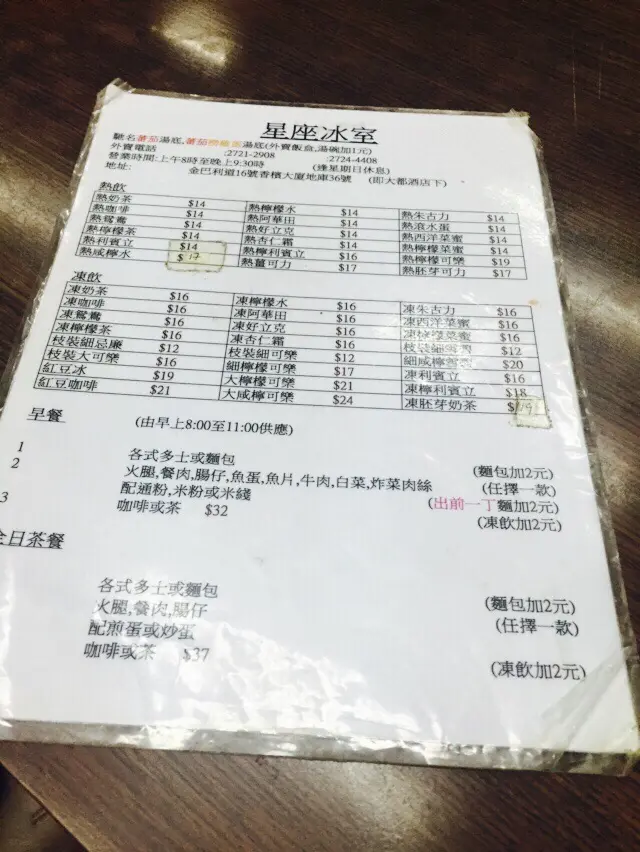 星座冰室
馳名蕃茄湯底,蕃茄湯底(外賣飯盒,湯碗加1元)
外賣電話 :2721-2908 2724-4408
營業時間:上午8時至晚上9:30時 (逢星期日休息)
地址: 金巴利道16號香檳大廈地庫36號 (即大都酒店下)
熱飲
熱奶茶 $14 熱檸檬水 $14 熱朱古力 $14
熱咖啡 $14 熱阿華田 $14 熱滾水蛋 $14
熱鴛鴦 $14 熱好立克 $14 熱西洋菜蜜 $14
熱檸檬茶 $14 熱杏仁霜 $14 熱檸檬菜蜜 $14
熱利賓立 $14 熱檸利賓立 $16 熱檸檬可樂 $19
熱咸檸水 $17 熱薑可力 $17 熱胚芽可力 $17
凍飲
凍奶茶 $16 凍檸檬水 $16 凍朱古力 $16
凍咖啡 $16 凍阿華田 $16 凍西洋菜蜜 $16
凍鴛鴦 $16 凍好立克 $16 凍檸檬菜蜜 $16
凍檸檬茶 $16 凍杏仁霜 $16 枝裝細 $12
枝裝細忌廉 $12 枝裝細可樂 $12 細咸檸 $20
枝裝大可樂 $16 細檸檬可樂 $17 凍利賓立 $16
紅豆冰 $19 大檸檬可樂 $21 凍檸利賓立 $18
紅豆咖啡 $21 大咸檸可樂 $24 凍胚芽奶茶
早餐 (由早上8:00至11:00供應)
1 各式多士或麵包 (麵包加2元)
2 火腿,餐肉,腸仔,魚蛋,魚片,牛肉,白菜,炸菜肉絲 (任擇一款)
配通粉,米粉或米綫 (出前一丁麵加2元)
3 咖啡或茶 $32 (凍飲加2元)
全日茶餐
各式多士或麵包 (麵包加2元)
火腿,餐肉,腸仔 (任擇一款)
配煎蛋或炒蛋
咖啡或茶 $37 (凍飲加2元)